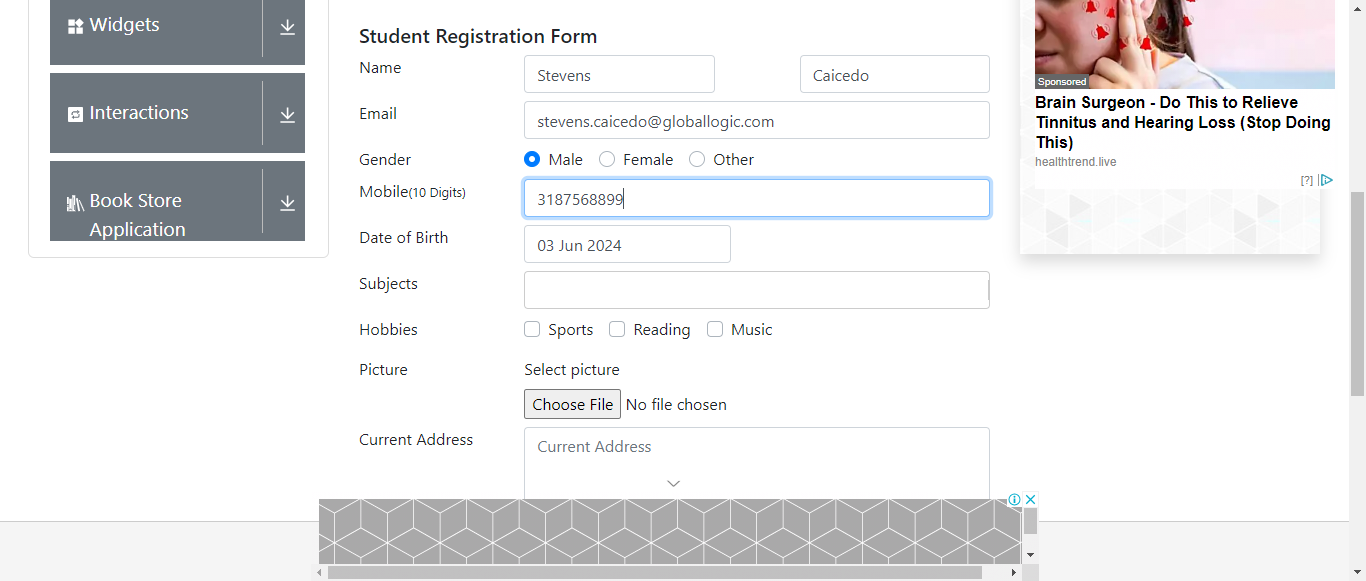 Widgets
Interactions
Book Store
Application
Student Registration Form
Name
Stevens
Caicedo
Email
stevens.caicedo@globallogic.com
Gender
Male
Female
Other
Mobile(10 Digits)
3187568899
Date of Birth
03 Jun 2024
Subjects
Hobbies
Sports
Reading
Music
Picture
Select picture
Choose File No file chosen
Current Address
Current Address
Sponsored
Brain Surgeon - Do This to Relieve
Tinnitus and Hearing Loss (Stop Doing
This)
healthtrend.live
[?]